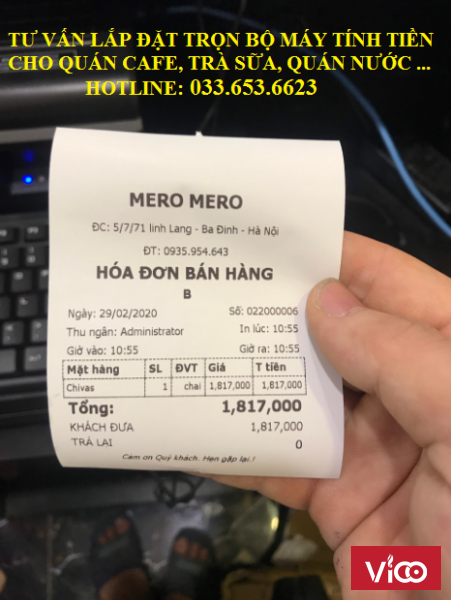 TƯ VẤN LẮP ĐẶT TRỌN BỘ MÁY TÍNH TIỀN
CHO QUÁN CAFE, TRÀ SỮA, QUÁN NƯỚC ...
HOTLINE: 033.653.6623
MERO MERO
ĐC: 5/7/71 linh Lang - Ba Đình - Hà Nội
ĐT: 0935.954.643
HÓA ĐƠN BÁN HÀNG
B
Ngày: 29/02/2020 Số: 022000006
Thu ngân: Administrator In lúc: 10:55
Giờ vào: 10:55 Giờ ra: 10:55
Mặt hàng SL ĐVT Giá T tiền
Chivas 1 chai 1,817,000 1,817,000
Tổng: 1,817,000
KHÁCH ĐƯA 1,817,000
TRẢ LẠI 0
Cảm ơn Quý khách. Hẹn gặp lại.!
ViOO